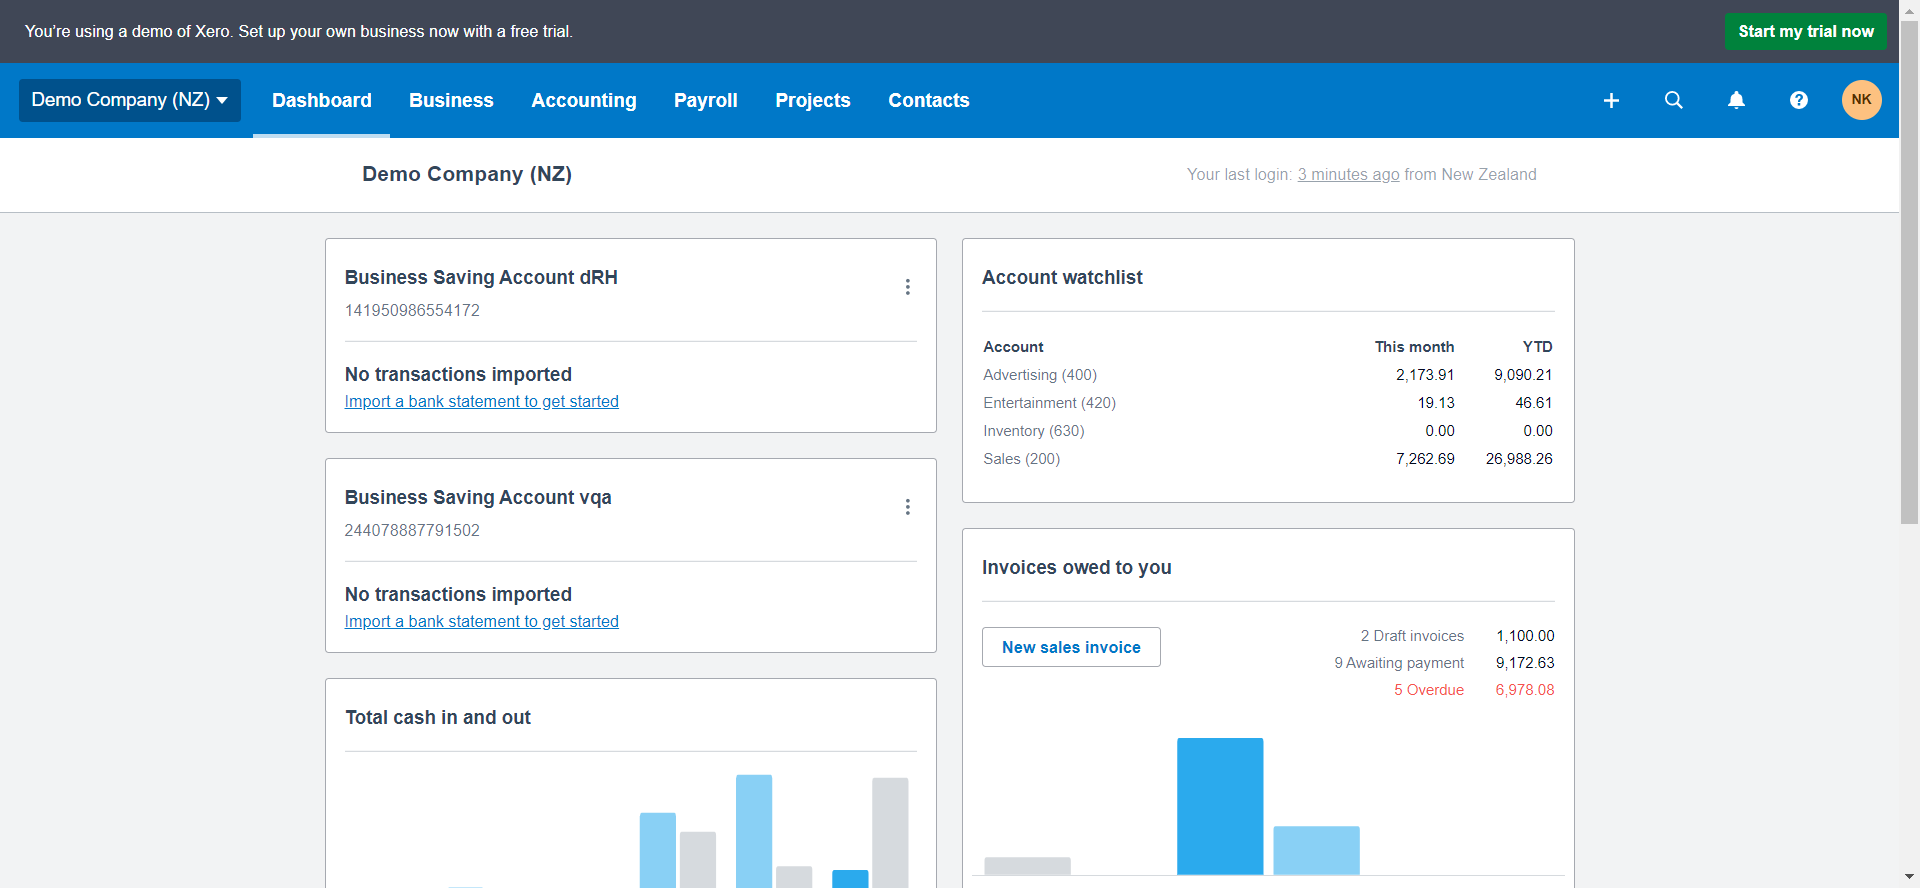 You're using a demo of Xero. Set up your own business now with a free trial.
Start my trial now
Demo Company (NZ)
Dashboard
Business
Accounting
Payroll
Projects
Contacts
NK
Demo Company (NZ)
Your last login: 3 minutes ago from New Zealand
Business Saving Account dRH
141950986554172
No transactions imported
Import a bank statement to get started
Business Saving Account vqa
244078887791502
No transactions imported
Import a bank statement to get started
Total cash in and out
Account watchlist
Account This month YTD
Advertising (400) 2,173.91 9,090.21
Entertainment (420) 19.13 46.61
Inventory (630) 0.00 0.00
Sales (200) 7,262.69 26,988.26
Invoices owed to you
New sales invoice
2 Draft invoices 1,100.00
9 Awaiting payment 9,172.63
5 Overdue 6,978.08